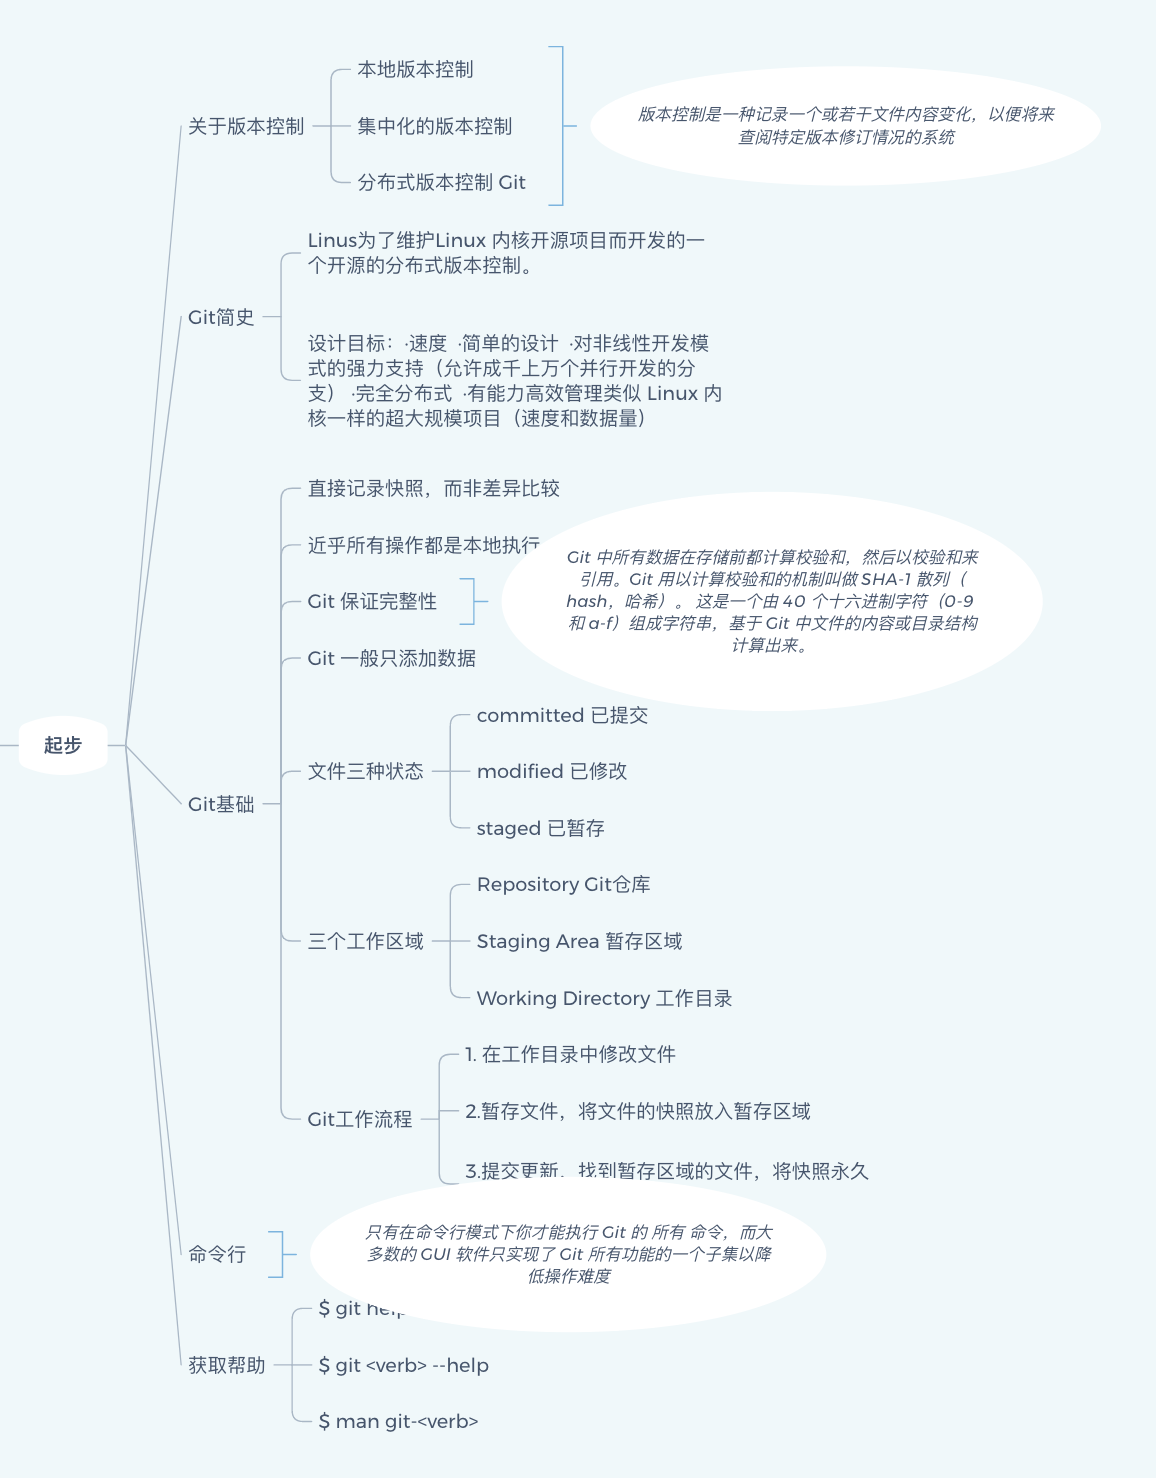 起步
关于版本控制
本地版本控制
集中化的版本控制
分布式版本控制 Git
版本控制是一种记录一个或若干文件内容变化，以便将来
查阅特定版本修订情况的系统
Git简史
Linus为了维护Linux 内核开源项目而开发的一
个开源的分布式版本控制。
设计目标：·速度 ·简单的设计 ·对非线性开发模
式的强力支持（允许成千上万个并行开发的分
支） ·完全分布式 ·有能力高效管理类似 Linux 内
核一样的超大规模项目（速度和数据量）
Git基础
直接记录快照，而非差异比较
近乎所有操作都是本地执行
Git 保证完整性
Git 中所有数据在存储前都计算校验和，然后以校验和来
引用。Git 用以计算校验和的机制叫做 SHA-1 散列（
hash，哈希）。 这是一个由 40 个十六进制字符（0-9
和 a-f）组成字符串，基于 Git 中文件的内容或目录结构
计算出来。
Git 一般只添加数据
文件三种状态
committed 已提交
modified 已修改
staged 已暂存
三个工作区域
Repository Git仓库
Staging Area 暂存区域
Working Directory 工作目录
Git工作流程
1. 在工作目录中修改文件
2.暂存文件，将文件的快照放入暂存区域
3.提交更新，找到暂存区域的文件，将快照永久
命令行
只有在命令行模式下你才能执行 Git 的 所有 命令，而大
多数的 GUI 软件只实现了 Git 所有功能的一个子集以降
低操作难度
获取帮助
$ git help
$ git <verb> --help
$ man git-<verb>